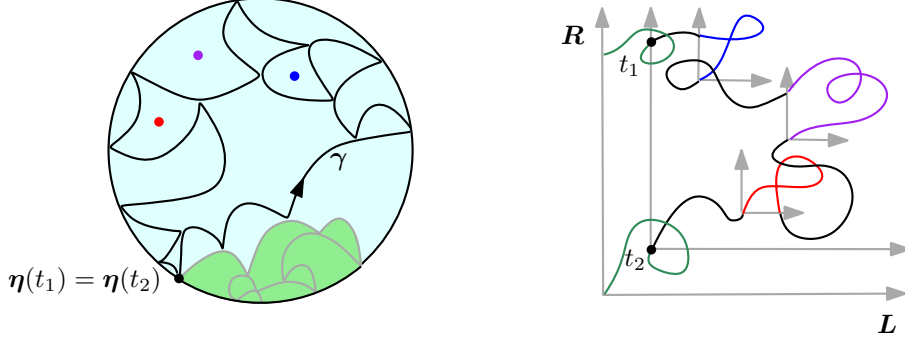 γ
η(t₁) = η(t₂)
R
t₁
t₂
L